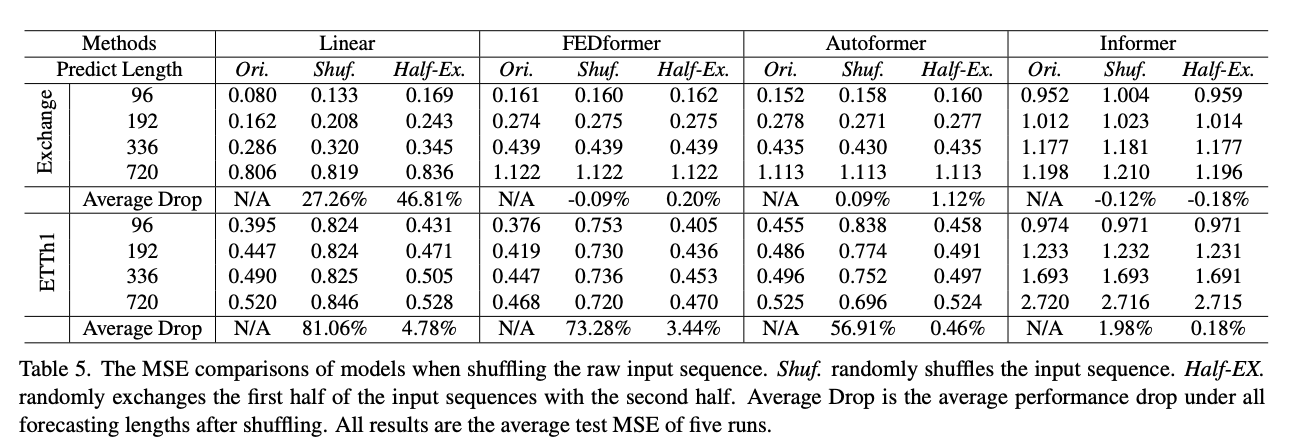 Methods Linear FEDformer Autoformer Informer
Predict Length Ori. Shuf. Half-Ex. Ori. Shuf. Half-Ex. Ori. Shuf. Half-Ex. Ori. Shuf. Half-Ex.
Exchange
96 0.080 0.133 0.169 0.161 0.160 0.162 0.152 0.158 0.160 0.952 1.004 0.959
192 0.162 0.208 0.243 0.274 0.275 0.275 0.278 0.271 0.277 1.012 1.023 1.014
336 0.286 0.320 0.345 0.439 0.439 0.439 0.435 0.430 0.435 1.177 1.181 1.177
720 0.806 0.819 0.836 1.122 1.122 1.122 1.113 1.113 1.113 1.198 1.210 1.196
Average Drop N/A 27.26% 46.81% N/A -0.09% 0.20% N/A 0.09% 1.12% N/A -0.12% -0.18%
ETTh1
96 0.395 0.824 0.431 0.376 0.753 0.405 0.455 0.838 0.458 0.974 0.971 0.971
192 0.447 0.824 0.471 0.419 0.730 0.436 0.486 0.774 0.491 1.233 1.232 1.231
336 0.490 0.825 0.505 0.447 0.736 0.453 0.496 0.752 0.497 1.693 1.693 1.691
720 0.520 0.846 0.528 0.468 0.720 0.470 0.525 0.696 0.524 2.720 2.716 2.715
Average Drop N/A 81.06% 4.78% N/A 73.28% 3.44% N/A 56.91% 0.46% N/A 1.98% 0.18%
Table 5. The MSE comparisons of models when shuffling the raw input sequence. Shuf. randomly shuffles the input sequence. Half-EX.
randomly exchanges the first half of the input sequences with the second half. Average Drop is the average performance drop under all
forecasting lengths after shuffling. All results are the average test MSE of five runs.